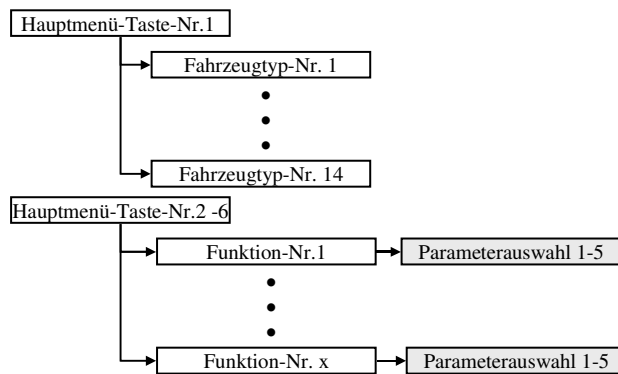 Hauptmenü-Taste-Nr.1
Fahrzeugtyp-Nr. 1
Fahrzeugtyp-Nr. 14
Hauptmenü-Taste-Nr.2 -6
Funktion-Nr.1
Parameterauswahl 1-5
Funktion-Nr. x
Parameterauswahl 1-5